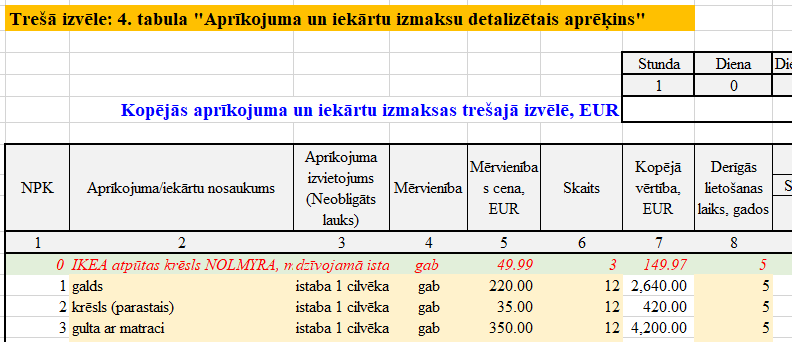 Trešā izvēle: 4. tabula "Aprīkojuma un iekārtu izmaksu detalizētais aprēķins"
Stunda Diena Die
1 0
Kopējās aprīkojuma un iekārtu izmaksas trešajā izvēlē, EUR
NPK Aprīkojuma/iekārtu nosaukums Aprīkojuma izvietojums (Neobligāts lauks) Mērvienība Mērvienības cena, EUR Skaits Kopējā vērtība, EUR Derīgās lietošanas laiks, gados S
1 2 3 4 5 6 7 8
0 IKEA atpūtas krēsls NOLMYRA, m dzīvojamā ista gab 49.99 3 149.97 5
1 galds istaba 1 cilvēka gab 220.00 12 2,640.00 5
2 krēsls (parastais) istaba 1 cilvēka gab 35.00 12 420.00 5
3 gulta ar matraci istaba 1 cilvēka gab 350.00 12 4,200.00 5